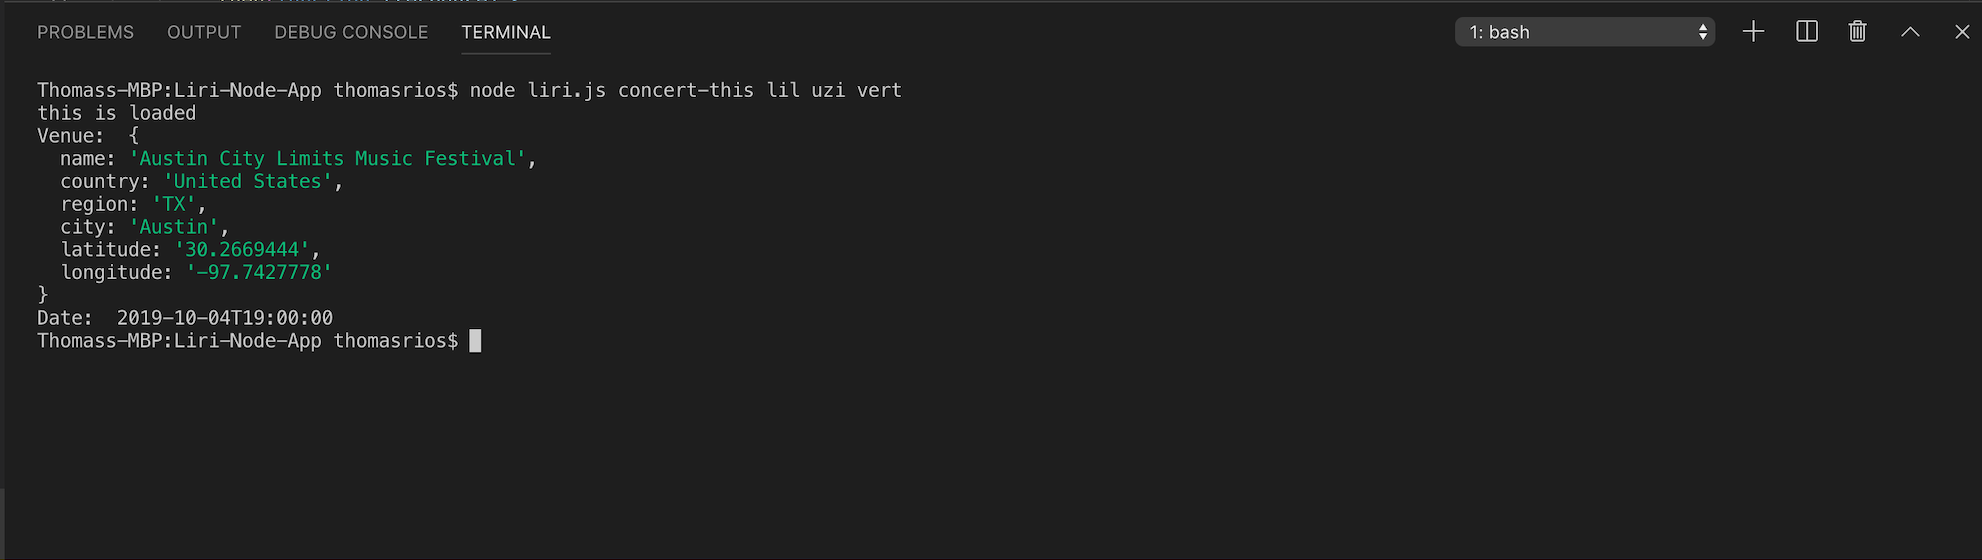 PROBLEMS OUTPUT DEBUG CONSOLE TERMINAL 1: bash
Thomass-MBP:Liri-Node-App thomasrios$ node liri.js concert-this lil uzi vert
this is loaded
Venue:  {
  name: 'Austin City Limits Music Festival',
  country: 'United States',
  region: 'TX',
  city: 'Austin',
  latitude: '30.2669444',
  longitude: '-97.7427778'
}
Date:  2019-10-04T19:00:00
Thomass-MBP:Liri-Node-App thomasrios$